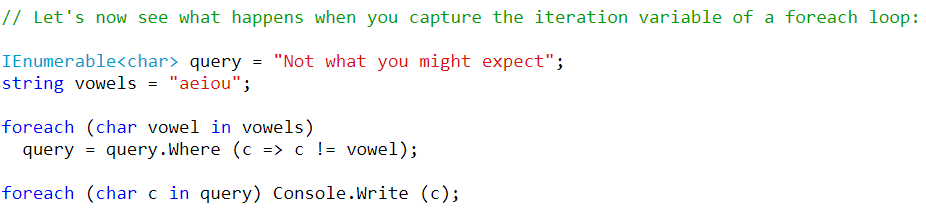 // Let's now see what happens when you capture the iteration variable of a foreach loop:
IEnumerable<char> query = "Not what you might expect";
string vowels = "aeiou";
foreach (char vowel in vowels)
query = query.Where (c => c != vowel);
foreach (char c in query) Console.Write (c);